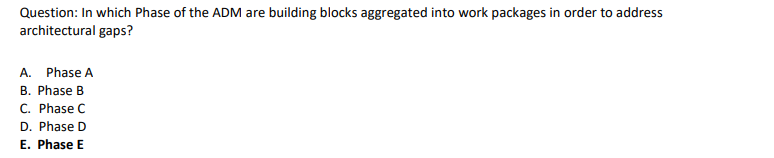 Question: In which Phase of the ADM are building blocks aggregated into work packages in order to address
architectural gaps?
A. Phase A
B. Phase B
C. Phase C
D. Phase D
E. Phase E